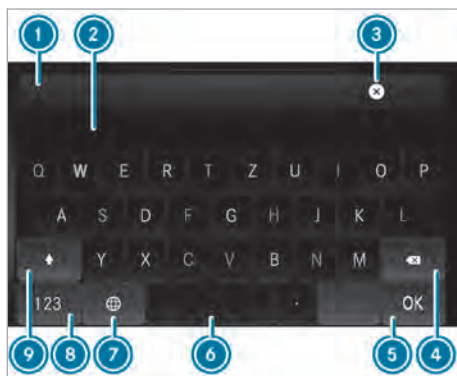 1 2 3
Q W E R T Z U I O P
A S D F G H J K L
Y X C V B N M
123 . OK
9 8 7 6 5 4